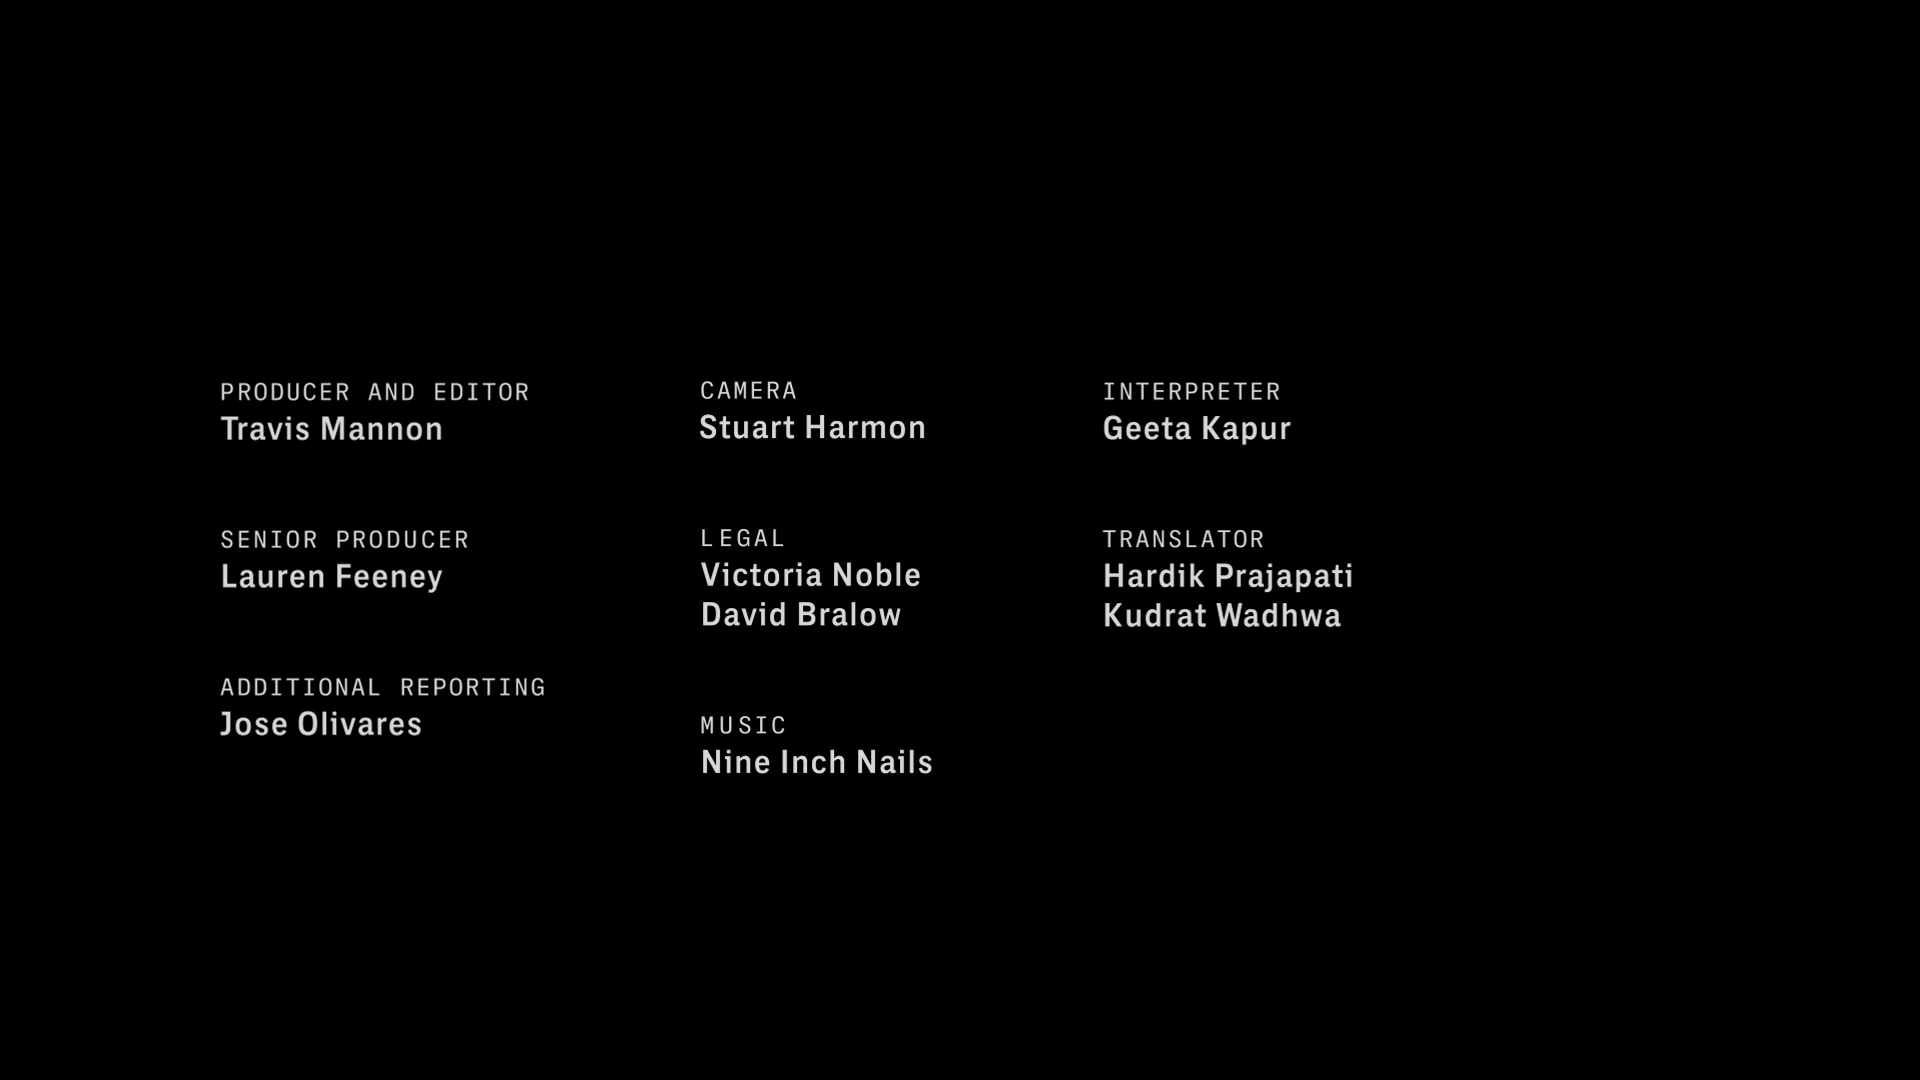 PRODUCER AND EDITOR
Travis Mannon
SENIOR PRODUCER
Lauren Feeney
ADDITIONAL REPORTING
Jose Olivares
CAMERA
Stuart Harmon
LEGAL
Victoria Noble
David Bralow
MUSIC
Nine Inch Nails
INTERPRETER
Geeta Kapur
TRANSLATOR
Hardik Prajapati
Kudrat Wadhwa